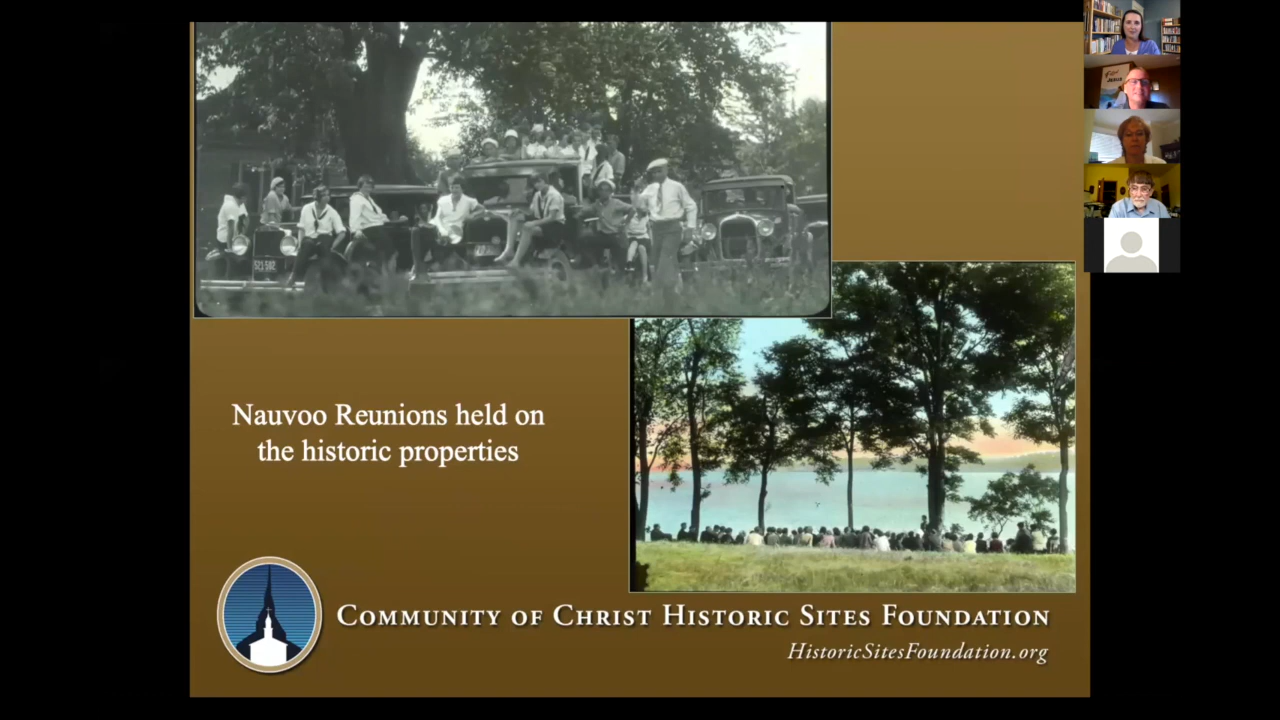 Nauvoo Reunions held on
the historic properties
Community of Christ Historic Sites Foundation
HistoricSitesFoundation.org